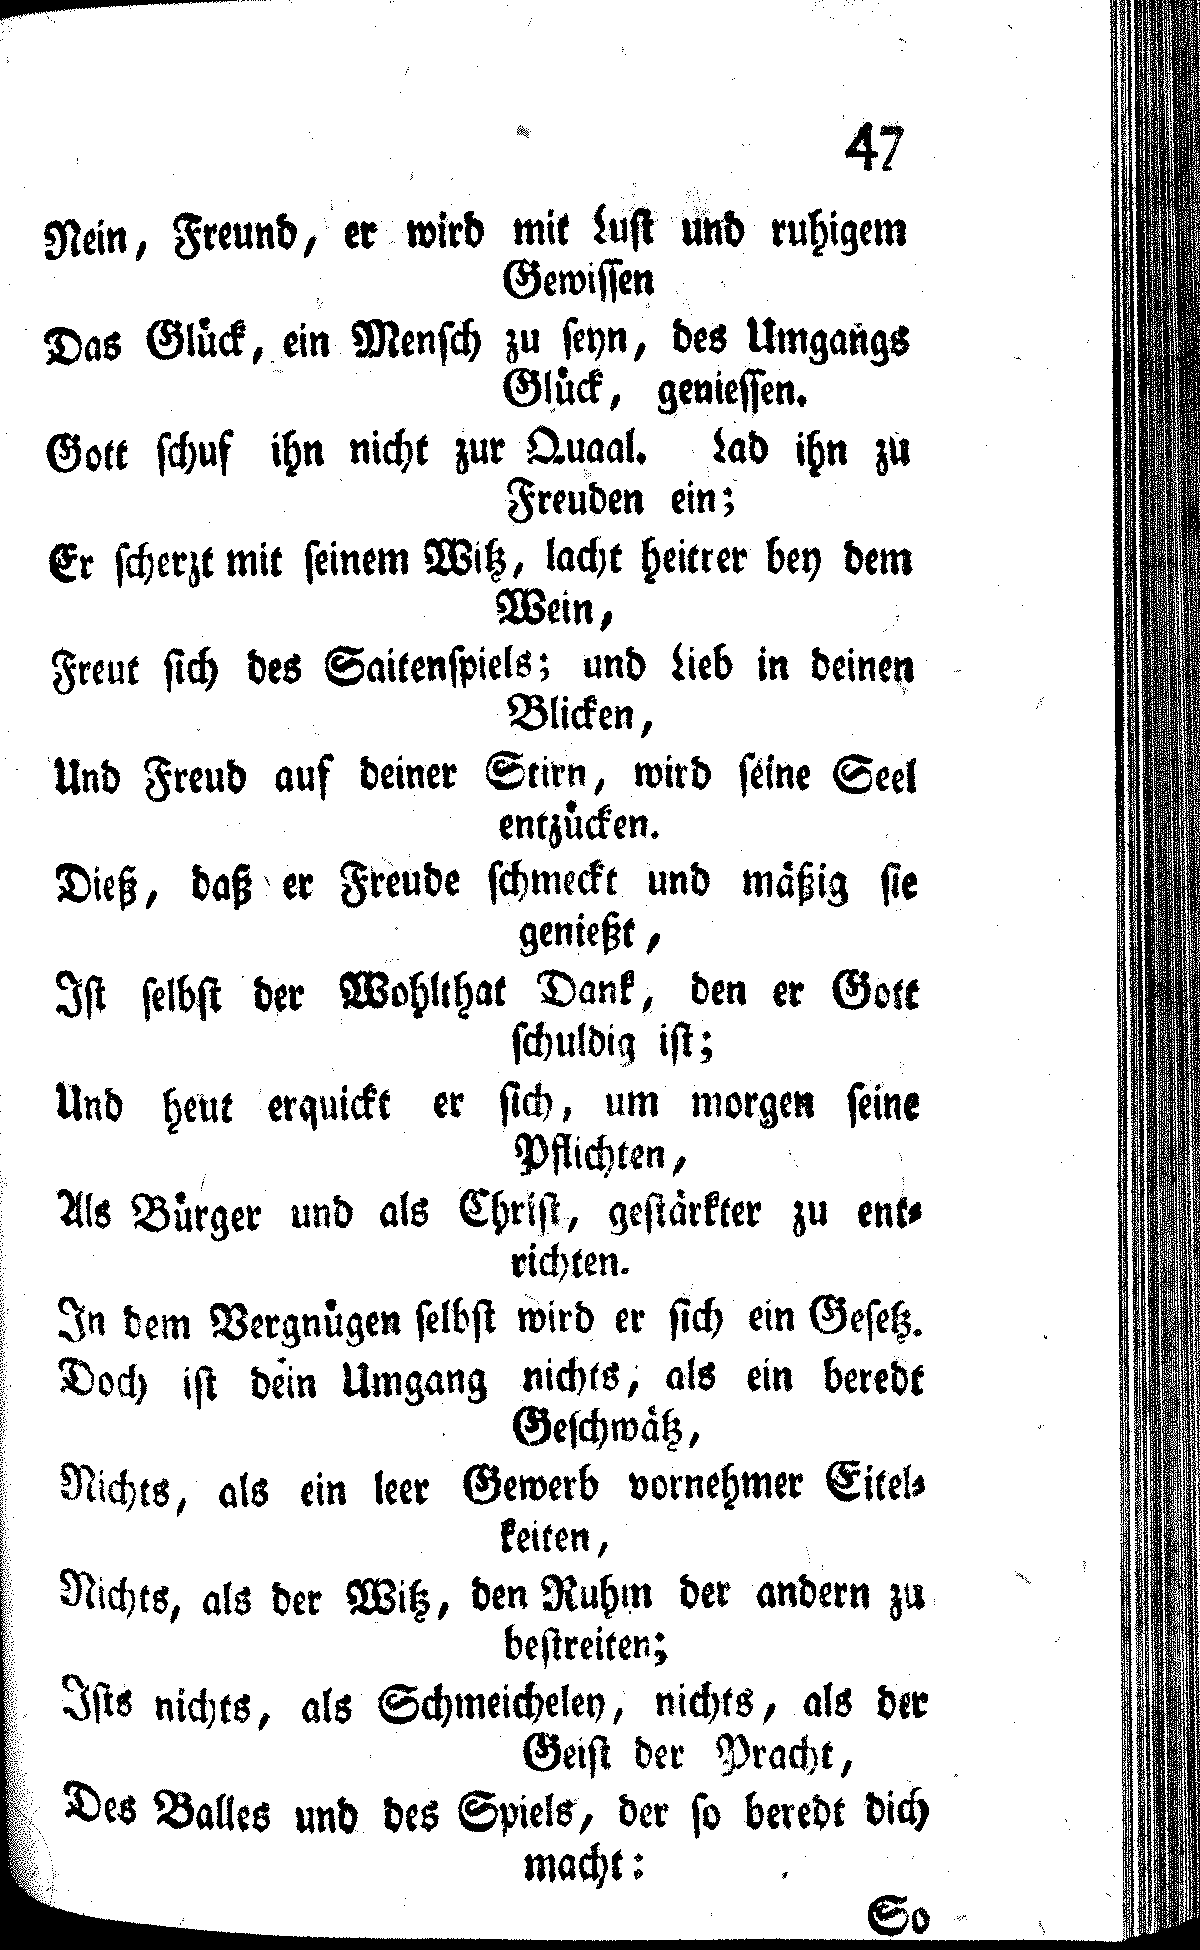 47
Nein, Freund, er wird mit Lust und ruhigem
Gewissen
Das Glück, ein Mensch zu seyn, des Umgangs
Glück, geniessen.
Gott schuf ihn nicht zur Quaal. Lad ihn zu
Freuden ein;
Er scherzt mit seinem Witz, lacht heitrer bey dem
Wein,
Freut sich des Saitenspiels; und Lieb in deinen
Blicken,
Und Freud auf deiner Stirn, wird seine Seel
entzücken.
Dieß, daß er Freude schmeckt und mäßig sie
genießt,
Ist selbst der Wohlthat Dank, den er Gott
schuldig ist;
Und heut erquickt er sich, um morgen seine
Pflichten,
Als Bürger und als Christ, gestärkter zu ent-
richten.
In dem Vergnügen selbst wird er sich ein Gesetz.
Doch ist dein Umgang nichts, als ein beredt
Geschwätz,
Nichts, als ein leer Gewerb vornehmer Eitel-
keiten,
Nichts, als der Witz, den Ruhm der andern zu
bestreiten;
Ists nichts, als Schmeicheley, nichts, als der
Geist der Pracht,
Des Balles und des Spiels, der so beredt dich
macht:
So